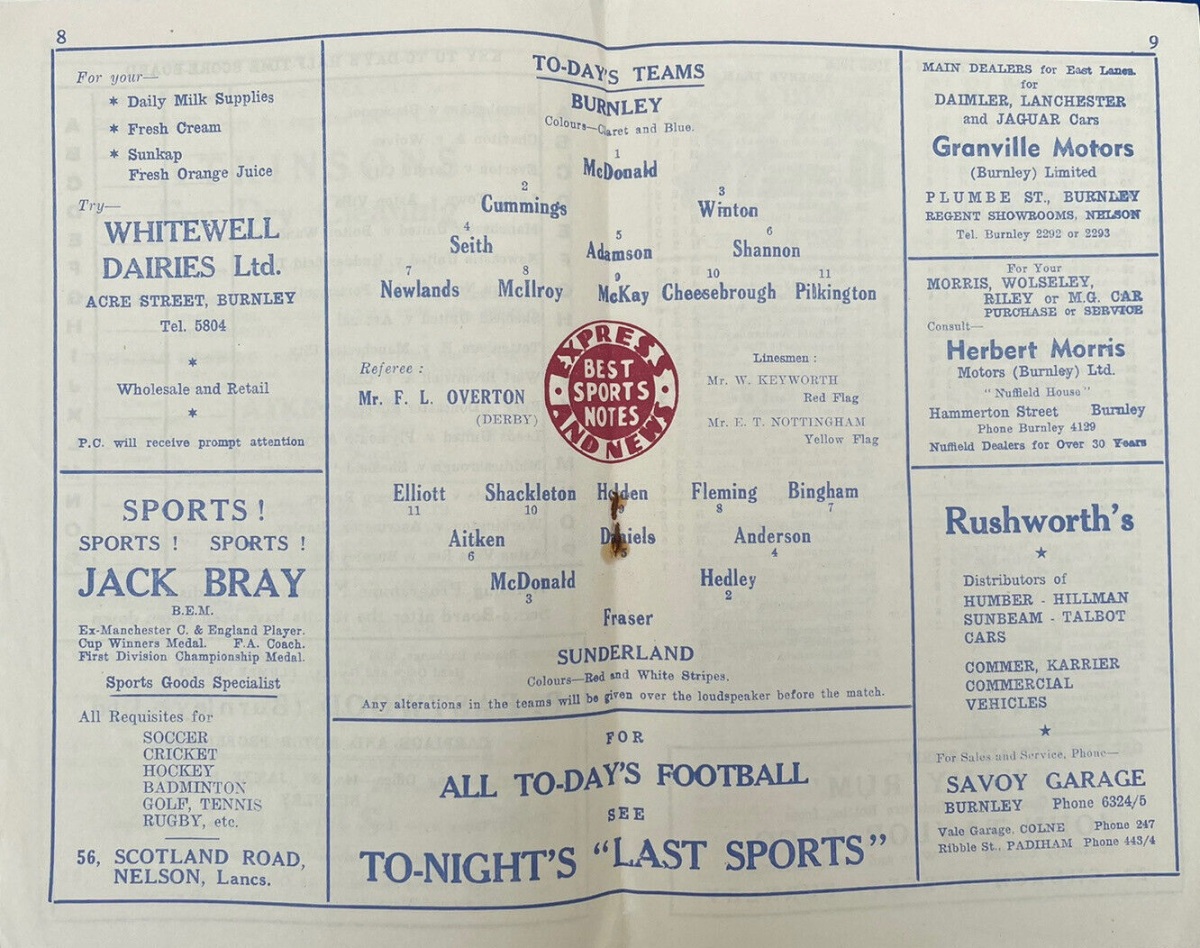 8
For your—
* Daily Milk Supplies
* Fresh Cream
* Sunkap
Fresh Orange Juice
Try—
WHITEWELL
DAIRIES Ltd.
ACRE STREET, BURNLEY
Tel. 5804
*
Wholesale and Retail
*
P.C. will receive prompt attention
SPORTS !
SPORTS ! SPORTS !
JACK BRAY
B.E.M.
Ex-Manchester C. & England Player.
Cup Winners Medal. F.A. Coach.
First Division Championship Medal.
Sports Goods Specialist
All Requisites for
SOCCER
CRICKET
HOCKEY
BADMINTON
GOLF, TENNIS
RUGBY, etc.
56, SCOTLAND ROAD,
NELSON, Lancs.
TO-DAY'S TEAMS
BURNLEY
Colours—Claret and Blue.
1
McDonald
2 3
Cummings Winton
4 5 6
Seith Adamson Shannon
7 8 9 10 11
Newlands McIlroy McKay Cheesebrough Pilkington
Referee :
Mr. F. L. OVERTON
(DERBY)
EXPRESS
BEST
SPORTS
NOTES
AND NEWS
Linesmen :
Mr. W. KEYWORTH
Red Flag
Mr. E. T. NOTTINGHAM
Yellow Flag
Elliott Shackleton Holden Fleming Bingham
11 10 9 8 7
Aitken Daniels Anderson
6 5 4
McDonald Hedley
3 2
Fraser
SUNDERLAND
Colours—Red and White Stripes.
Any alterations in the teams will be given over the loudspeaker before the match.
FOR
ALL TO-DAY'S FOOTBALL
SEE
TO-NIGHT'S "LAST SPORTS"
9
MAIN DEALERS for East Lancs.
for
DAIMLER, LANCHESTER
and JAGUAR Cars
Granville Motors
(Burnley) Limited
PLUMBE ST., BURNLEY
REGENT SHOWROOMS, NELSON
Tel. Burnley 2292 or 2293
For Your
MORRIS, WOLSELEY,
RILEY or M.G. CAR
PURCHASE or SERVICE
Consult—
Herbert Morris
Motors (Burnley) Ltd.
"Nuffield House"
Hammerton Street Burnley
Phone Burnley 4129
Nuffield Dealers for Over 30 Years
Rushworth's
★
Distributors of
HUMBER - HILLMAN
SUNBEAM - TALBOT
CARS
COMMER, KARRIER
COMMERCIAL
VEHICLES
★
For Sales and Service, Phone—
SAVOY GARAGE
BURNLEY Phone 6324/5
Vale Garage, COLNE Phone 247
Ribble St., PADIHAM Phone 443/4